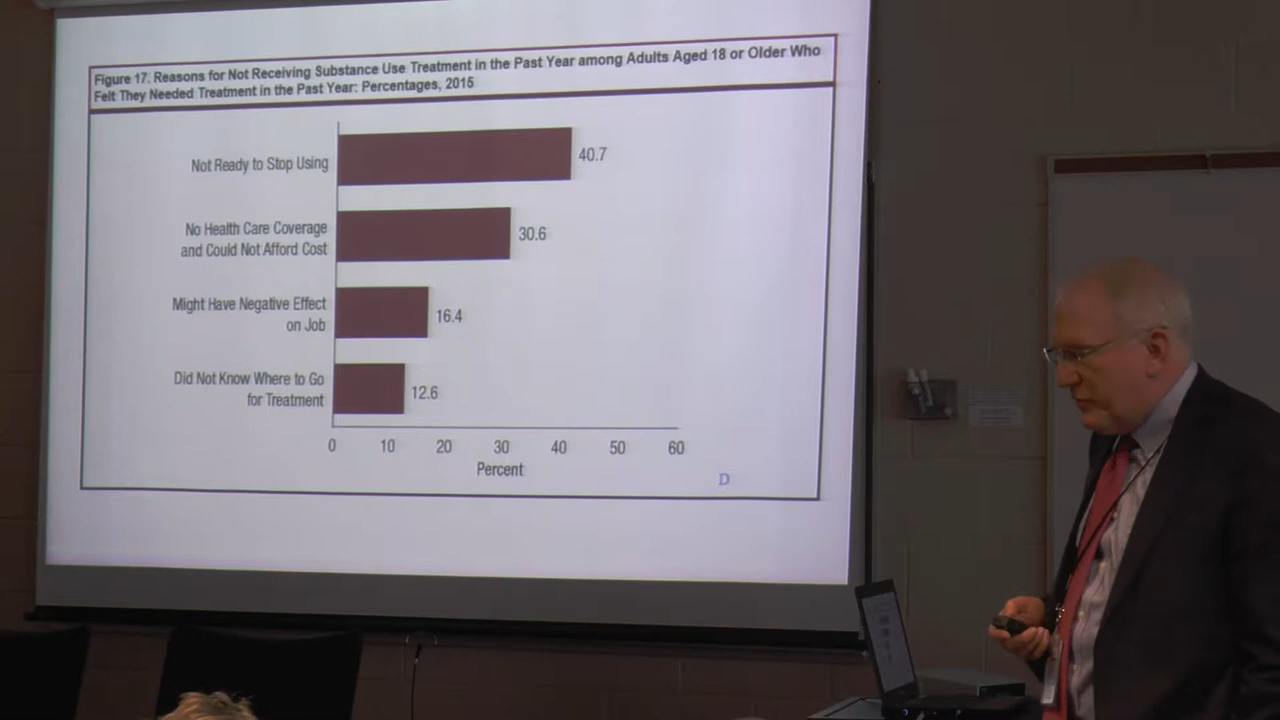 Figure 17. Reasons for Not Receiving Substance Use Treatment in the Past Year among Adults Aged 18 or Older Who
Felt They Needed Treatment in the Past Year: Percentages, 2015
Not Ready to Stop Using
40.7
No Health Care Coverage
and Could Not Afford Cost
30.6
Might Have Negative Effect
on Job
16.4
Did Not Know Where to Go
for Treatment
12.6
0 10 20 30 40 50 60
Percent
D